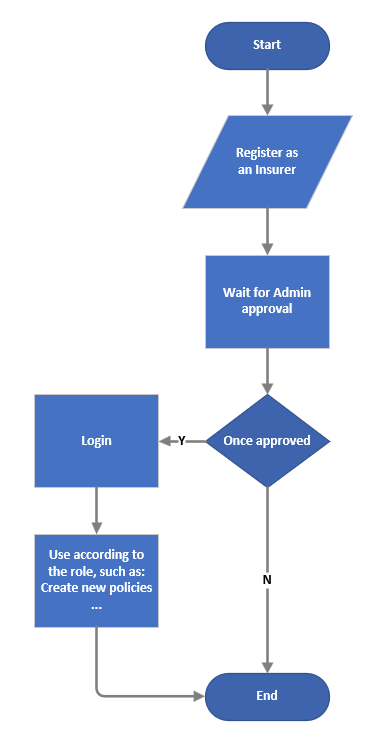 Start
Register as
an Insurer
Wait for Admin
approval
Once approved
Y
Login
Use according to
the role, such as:
Create new policies
...
N
End